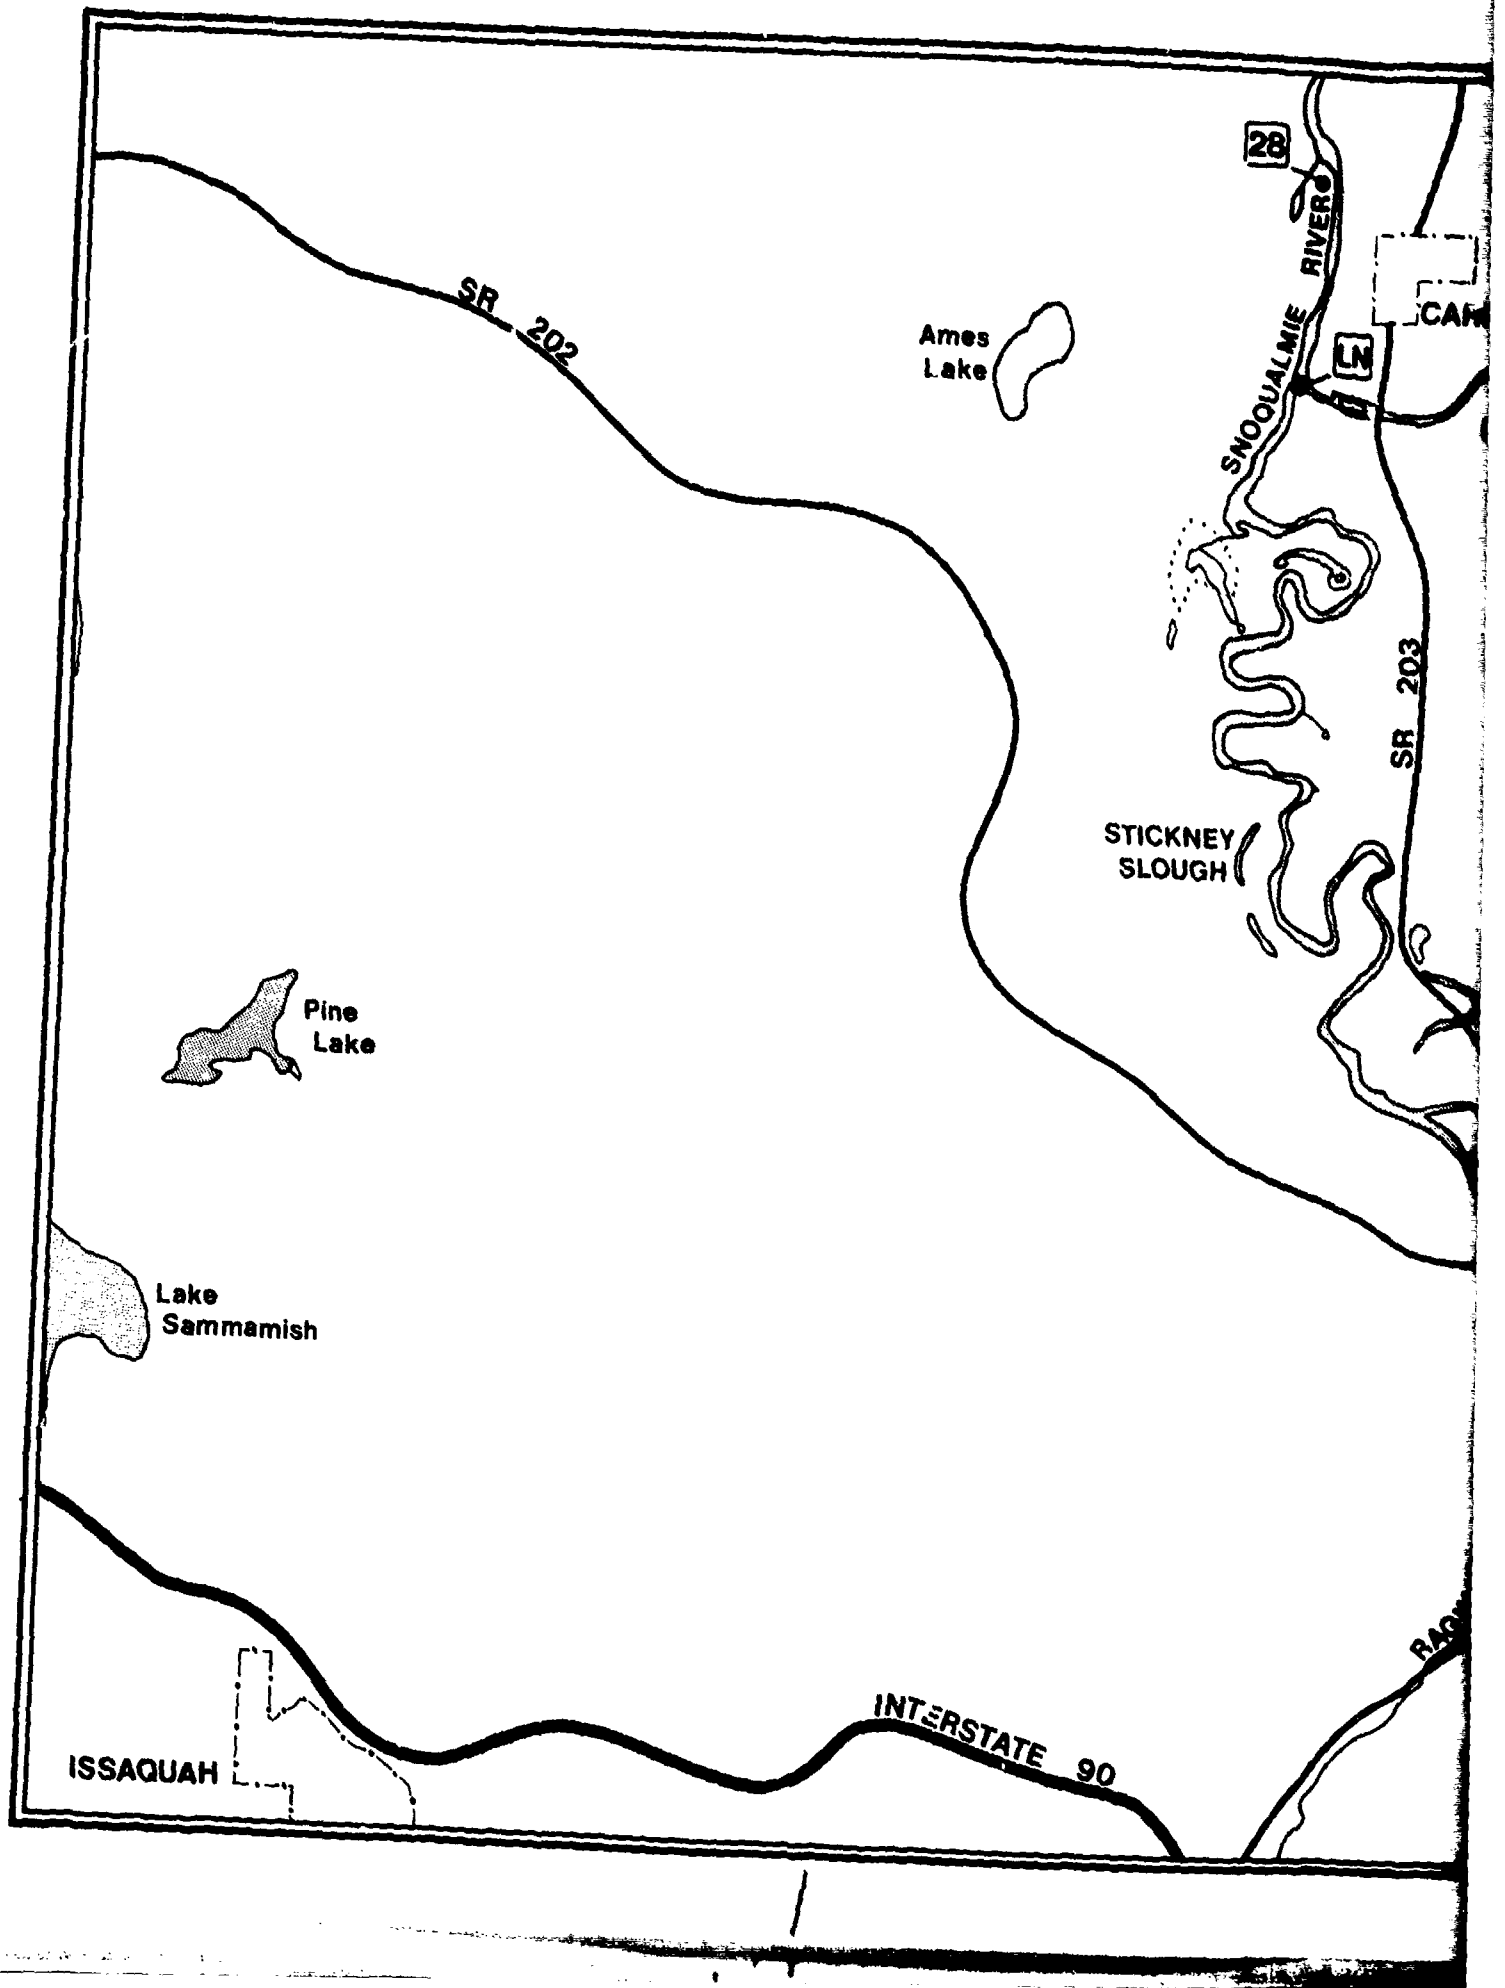 28
SNOQUALMIE RIVER
SR 202
Ames
Lake
CAR
LN
SR 203
STICKNEY
SLOUGH
Pine
Lake
Lake
Sammamish
ISSAQUAH
INTERSTATE 90